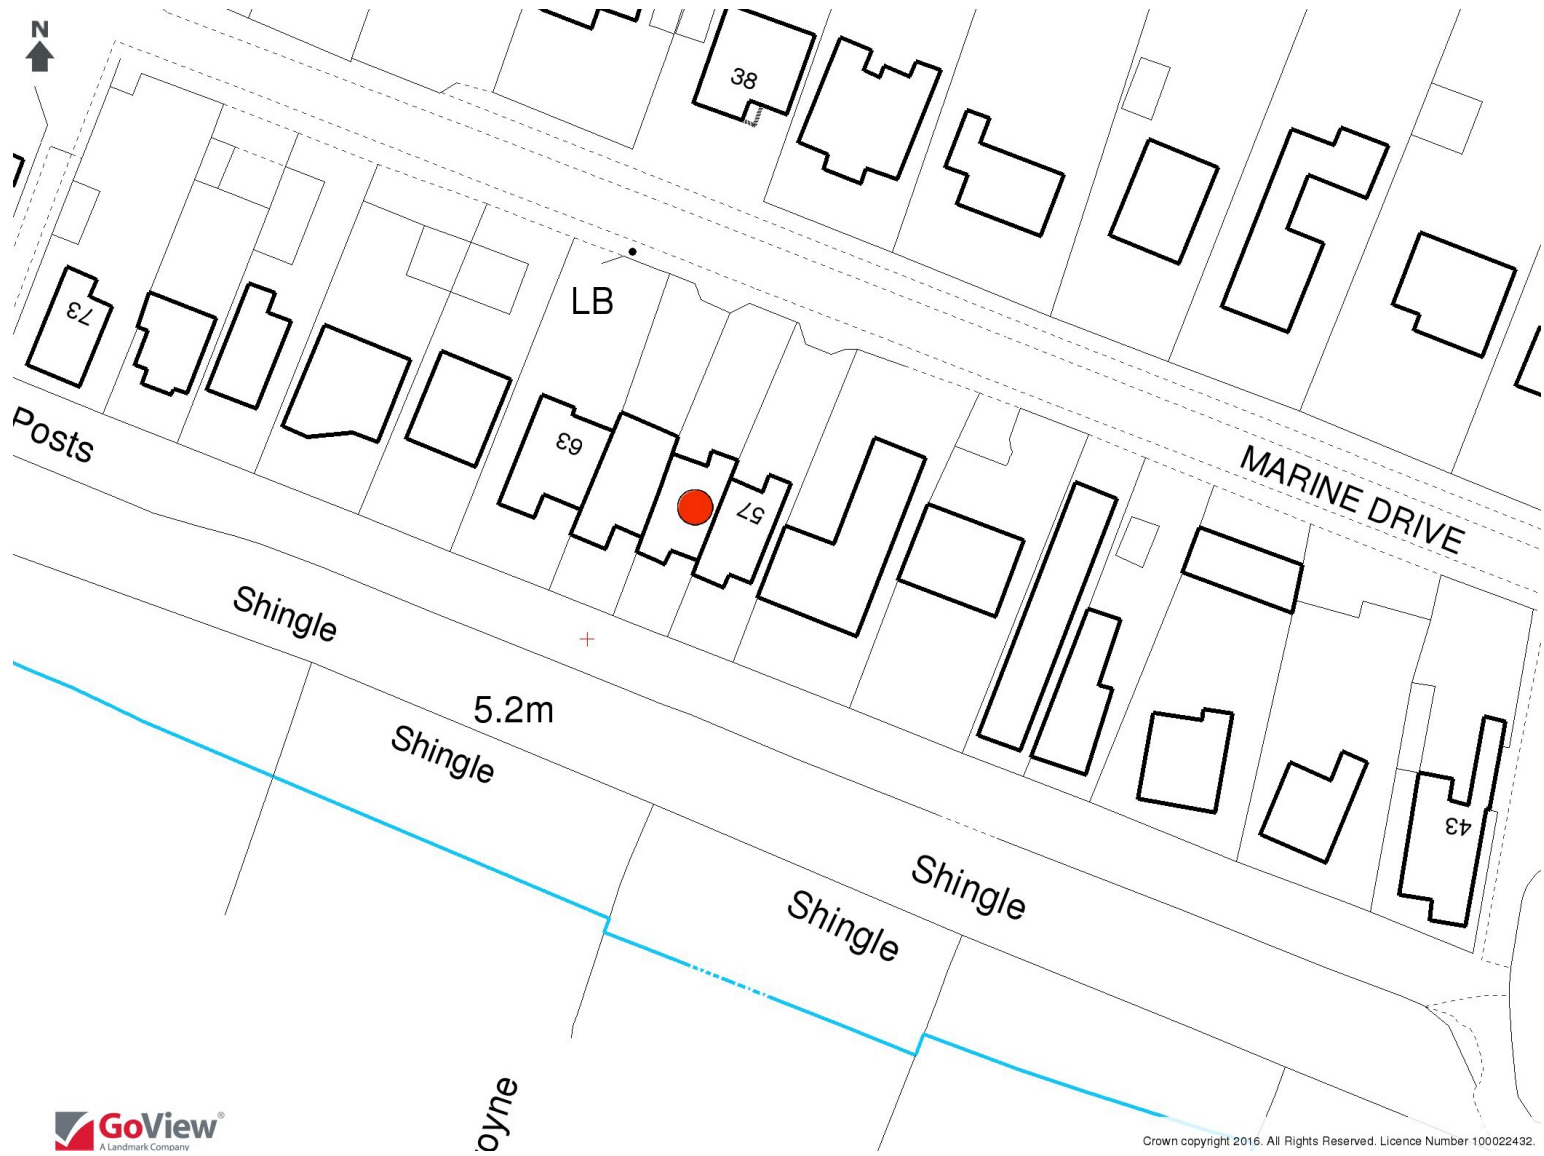 N
38
LB
73
63
57
Posts
MARINE DRIVE
Shingle
5.2m
Shingle
43
Shingle
Shingle
oyne
GoView®
A Landmark Company
Crown copyright 2016. All Rights Reserved. Licence Number 100022432.